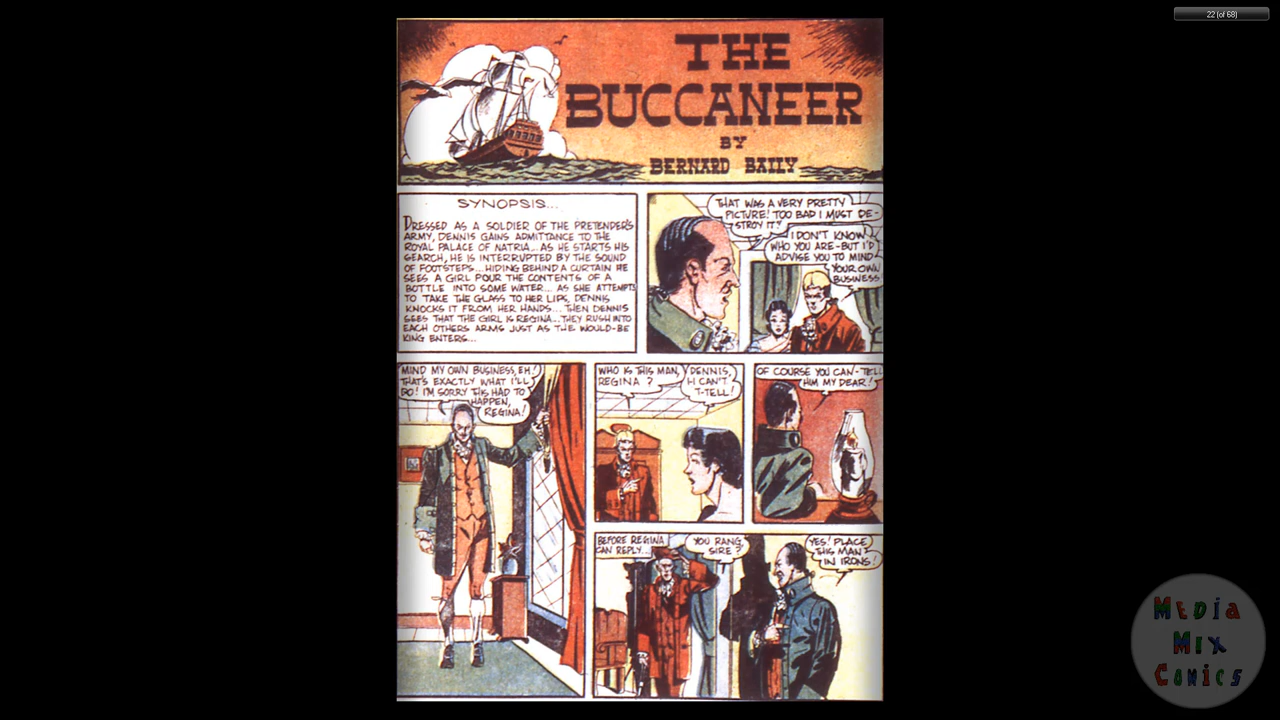 22 (of 68)
THE
BUCCANEER
BY
BERNARD BAILY
SYNOPSIS...
DRESSED AS A SOLDIER OF THE PRETENDER'S
ARMY, DENNIS GAINS ADMITTANCE TO THE
ROYAL PALACE OF NATRIA... AS HE STARTS HIS
SEARCH, HE IS INTERRUPTED BY THE SOUND
OF FOOTSTEPS... HIDING BEHIND A CURTAIN HE
SEES A GIRL POUR THE CONTENTS OF A
BOTTLE INTO SOME WATER... AS SHE ATTEMPTS
TO TAKE THE GLASS TO HER LIPS, DENNIS
KNOCKS IT FROM HER HANDS... THEN DENNIS
SEES THAT THE GIRL IS REGINA... THEY RUSH INTO
EACH OTHERS ARMS JUST AS THE WOULD-BE
KING ENTERS...
THAT WAS A VERY PRETTY
PICTURE! TOO BAD I MUST DE-
STROY IT!
I DON'T KNOW
WHO YOU ARE-BUT I'D
ADVISE YOU TO MIND
YOUR OWN
BUSINESS
MIND MY OWN BUSINESS, EH!
THAT'S EXACTLY WHAT I'LL
DO! I'M SORRY THIS HAD TO
HAPPEN,
REGINA!
WHO IS THIS MAN,
REGINA ?
DENNIS,
I CAN'T
T-TELL!
OF COURSE YOU CAN-TELL
HIM MY DEAR!
BEFORE REGINA
CAN REPLY...
YOU RANG,
SIRE?
YES! PLACE
THIS MAN
IN IRONS!
MEDiA
MIX
COMICS